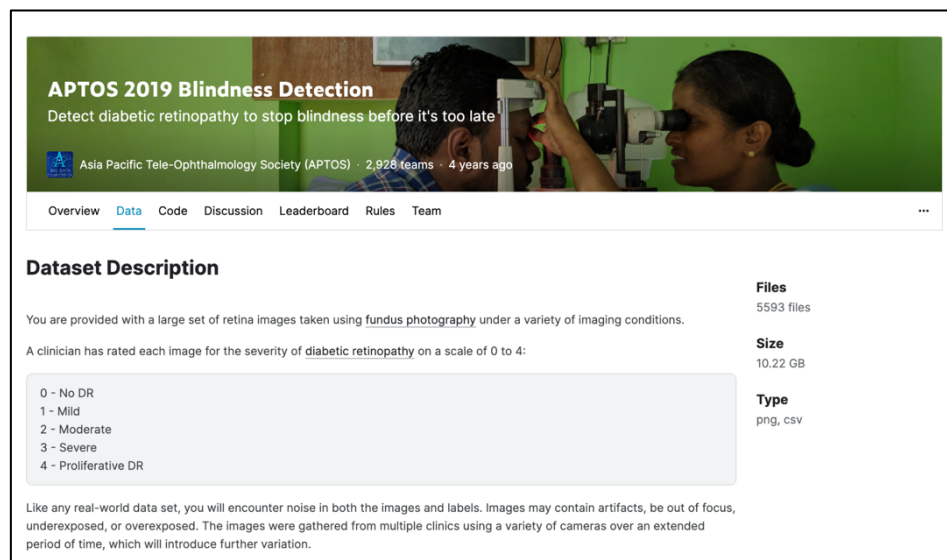 APTOS 2019 Blindness Detection
Detect diabetic retinopathy to stop blindness before it's too late
Asia Pacific Tele-Ophthalmology Society (APTOS) · 2,928 teams · 4 years ago
Overview Data Code Discussion Leaderboard Rules Team
Dataset Description
You are provided with a large set of retina images taken using fundus photography under a variety of imaging conditions.
A clinician has rated each image for the severity of diabetic retinopathy on a scale of 0 to 4:
0 - No DR
1 - Mild
2 - Moderate
3 - Severe
4 - Proliferative DR
Like any real-world data set, you will encounter noise in both the images and labels. Images may contain artifacts, be out of focus,
underexposed, or overexposed. The images were gathered from multiple clinics using a variety of cameras over an extended
period of time, which will introduce further variation.
Files
5593 files
Size
10.22 GB
Type
png, csv